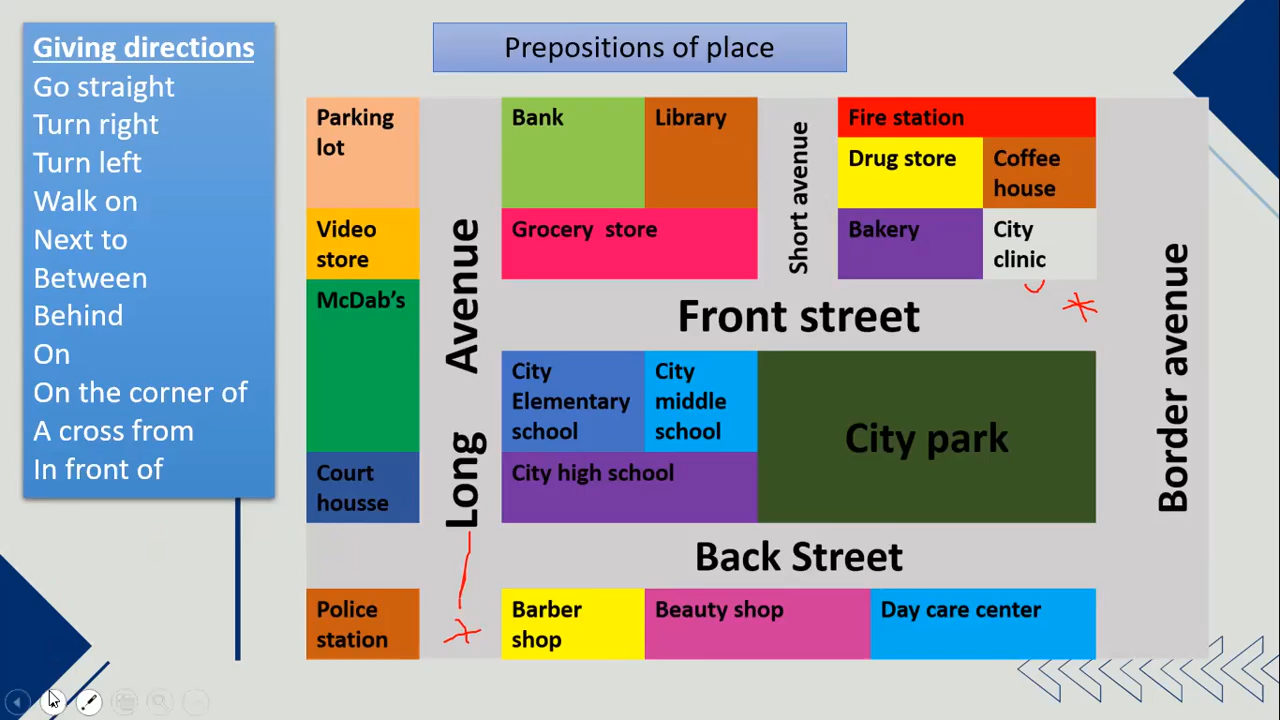 Giving directions
Go straight
Turn right
Turn left
Walk on
Next to
Between
Behind
On
On the corner of
A cross from
In front of
Prepositions of place
Parking
lot
Video
store
McDab's
Court
housse
Police
station
Long Avenue
Bank
Library
Grocery store
Short avenue
Fire station
Drug store
Coffee
house
Bakery
City
clinic
Front street
City
Elementary
school
City
middle
school
City high school
City park
Border avenue
Back Street
Barber
shop
Beauty shop
Day care center